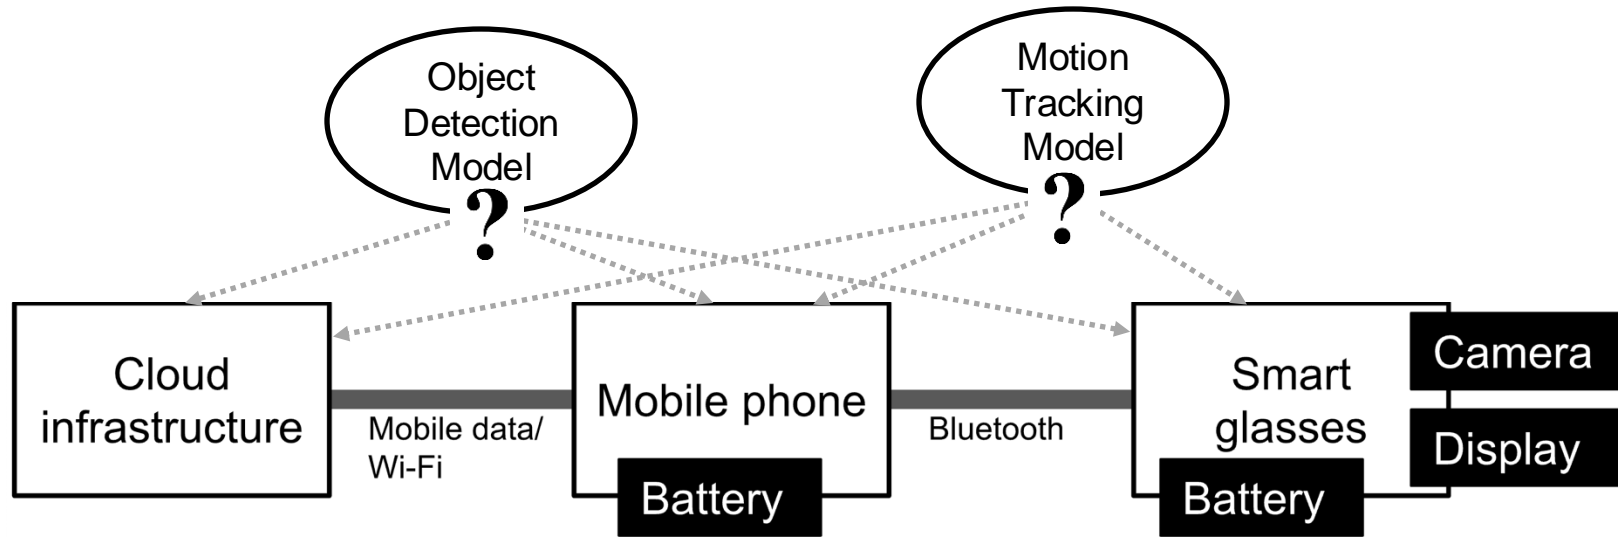 Object
Detection
Model
?
Motion
Tracking
Model
?
Cloud
infrastructure
Mobile data/
Wi-Fi
Mobile phone
Battery
Bluetooth
Smart
glasses
Battery
Camera
Display